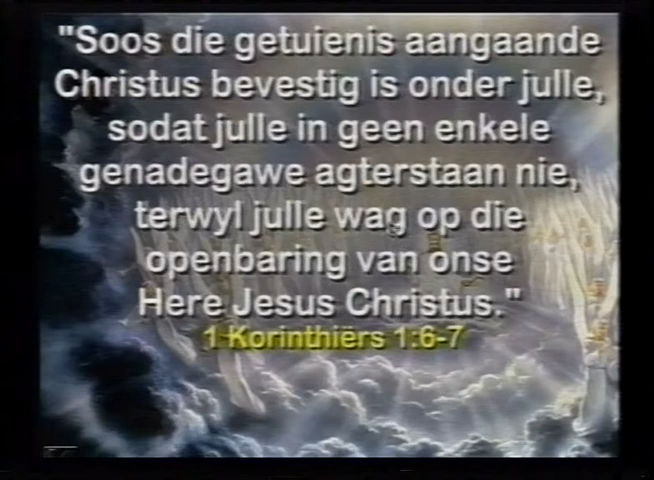 "Soos die getuienis aangaande
Christus bevestig is onder julle,
sodat julle in geen enkele
genadegawe agterstaan nie,
terwyl julle wag op die
openbaring van onse
Here Jesus Christus."
1 Korinthiërs 1:6-7